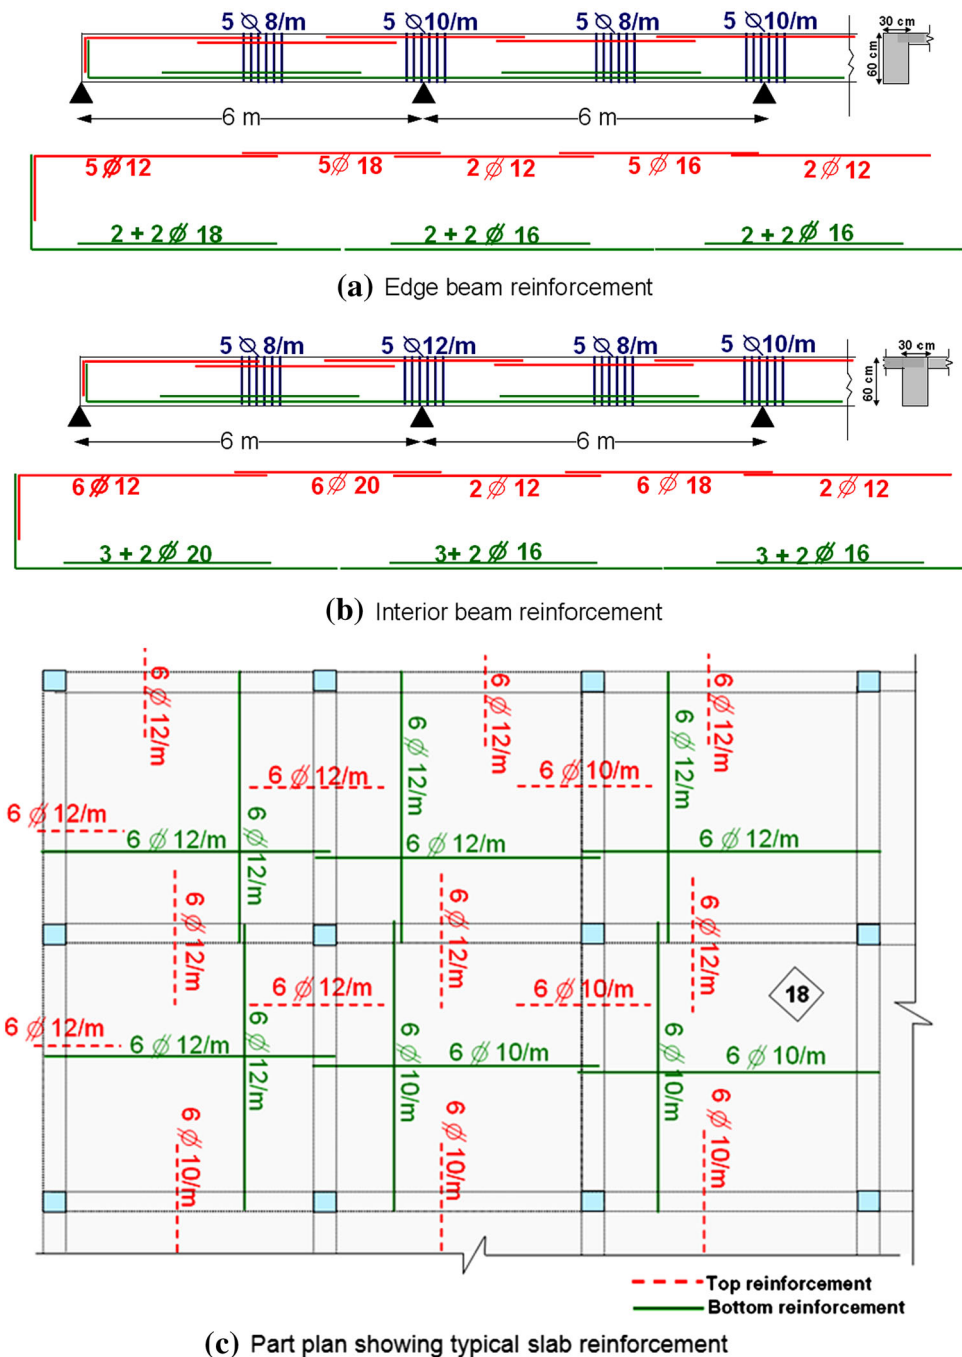 5 ⌀ 8/m 5 ⌀10/m 5 ⌀ 8/m 5 ⌀10/m 30 cm
60 cm
6 m 6 m
5 ⌀ 12 5⌀ 18 2 ⌀ 12 5 ⌀ 16 2 ⌀ 12
2 + 2 ⌀ 18 2 + 2 ⌀ 16 2 + 2 ⌀ 16
(a) Edge beam reinforcement
5 ⌀ 8/m 5 ⌀12/m 5 ⌀ 8/m 5 ⌀10/m 30 cm
60 cm
6 m 6 m
6 ⌀ 12 6 ⌀ 20 2 ⌀ 12 6 ⌀ 18 2 ⌀ 12
3 + 2 ⌀ 20 3+ 2 ⌀ 16 3 + 2 ⌀ 16
(b) Interior beam reinforcement
6 ⌀ 12/m
6 ⌀ 12/m
6 ⌀ 12/m
6 ⌀ 12/m
6 ⌀ 12/m
6 ⌀ 12/m
6 ⌀ 10/m
6 ⌀ 12/m
6 ⌀ 12/m
6 ⌀ 12/m
6 ⌀ 12/m
6 ⌀ 12/m
6 ⌀ 12/m
6 ⌀ 12/m
6 ⌀ 12/m
6 ⌀ 12/m
6 ⌀ 10/m
18
6 ⌀ 12/m
6 ⌀ 12/m
6 ⌀ 12/m
6 ⌀ 10/m
6 ⌀ 10/m
6 ⌀ 10/m
6 ⌀ 10/m
6 ⌀ 10/m
6 ⌀ 10/m
6 ⌀ 10/m
Top reinforcement
Bottom reinforcement
(c) Part plan showing typical slab reinforcement